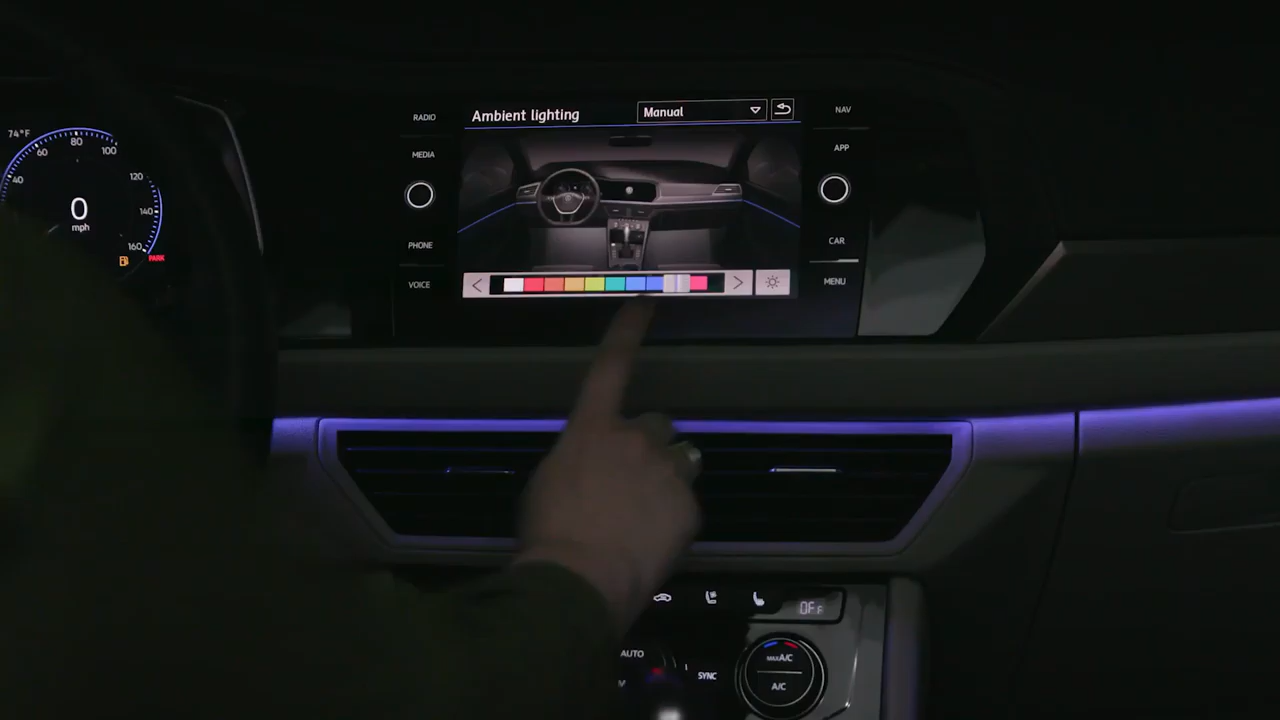 74°F
40
60
80
100
120
140
160
0
mph
PARK
RADIO
MEDIA
PHONE
VOICE
Ambient lighting
Manual
NAV
APP
CAR
MENU
OFF
AUTO
SYNC
MAX A/C
A/C